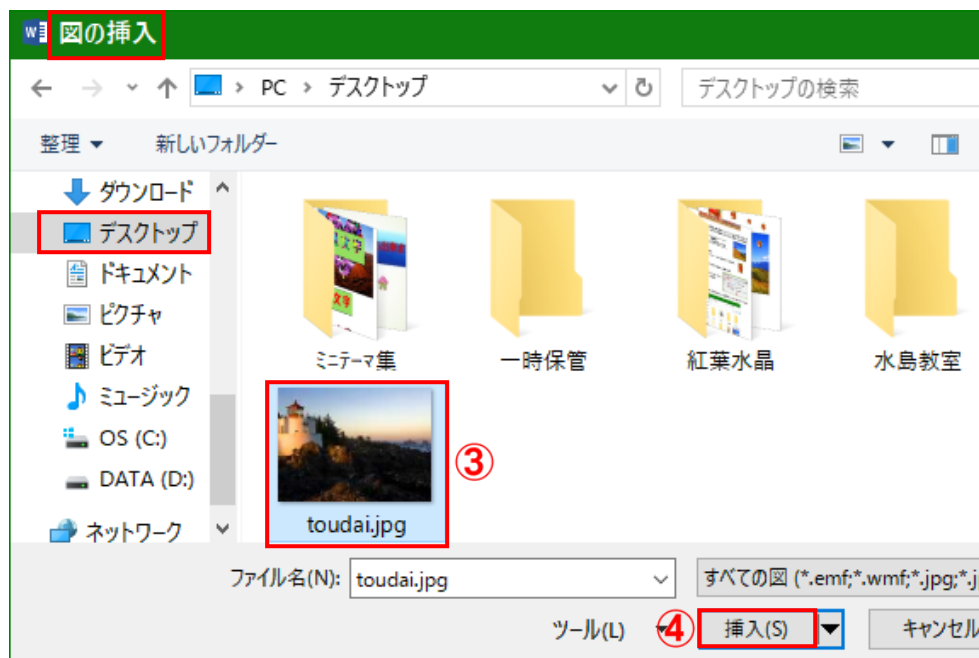 図の挿入
PC > デスクトップ
デスクトップの検索
整理 新しいフォルダー
ダウンロード
デスクトップ
ドキュメント
ピクチャ
ビデオ
ミュージック
OS (C:)
DATA (D:)
ネットワーク
ミニテーマ集
一時保管
紅葉水晶
水島教室
③
toudai.jpg
ファイル名(N): toudai.jpg
すべての図 (*.emf;*.wmf;*.jpg;*.j
ツール(L) ④ 挿入(S) キャンセル